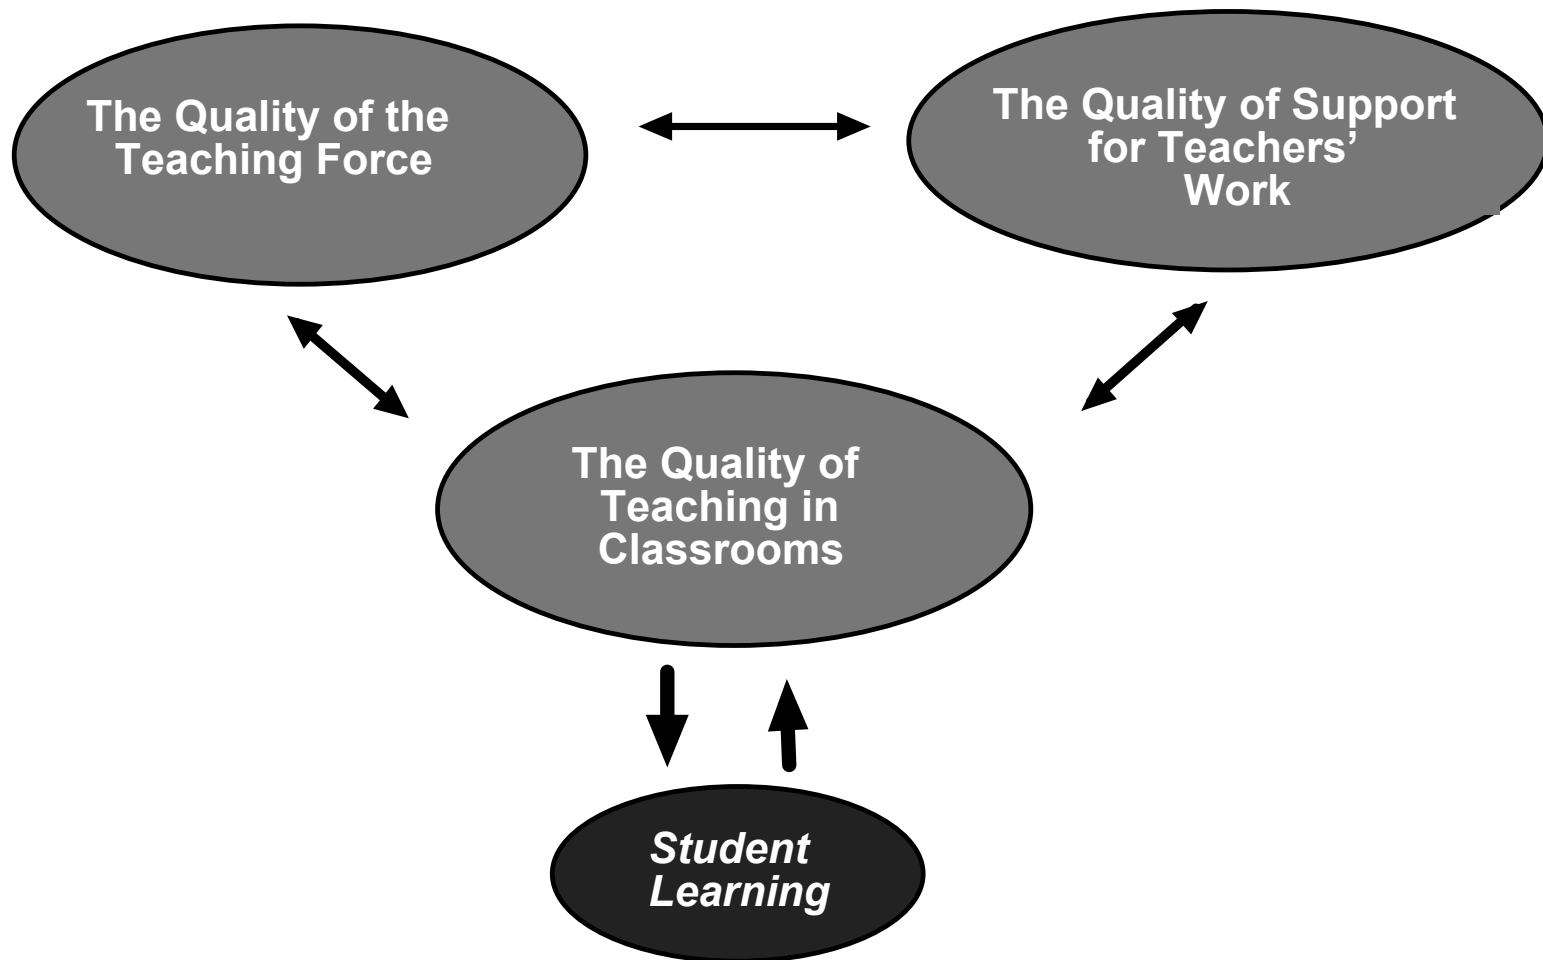 The Quality of the
Teaching Force
The Quality of Support
for Teachers’
Work
The Quality of
Teaching in
Classrooms
Student
Learning